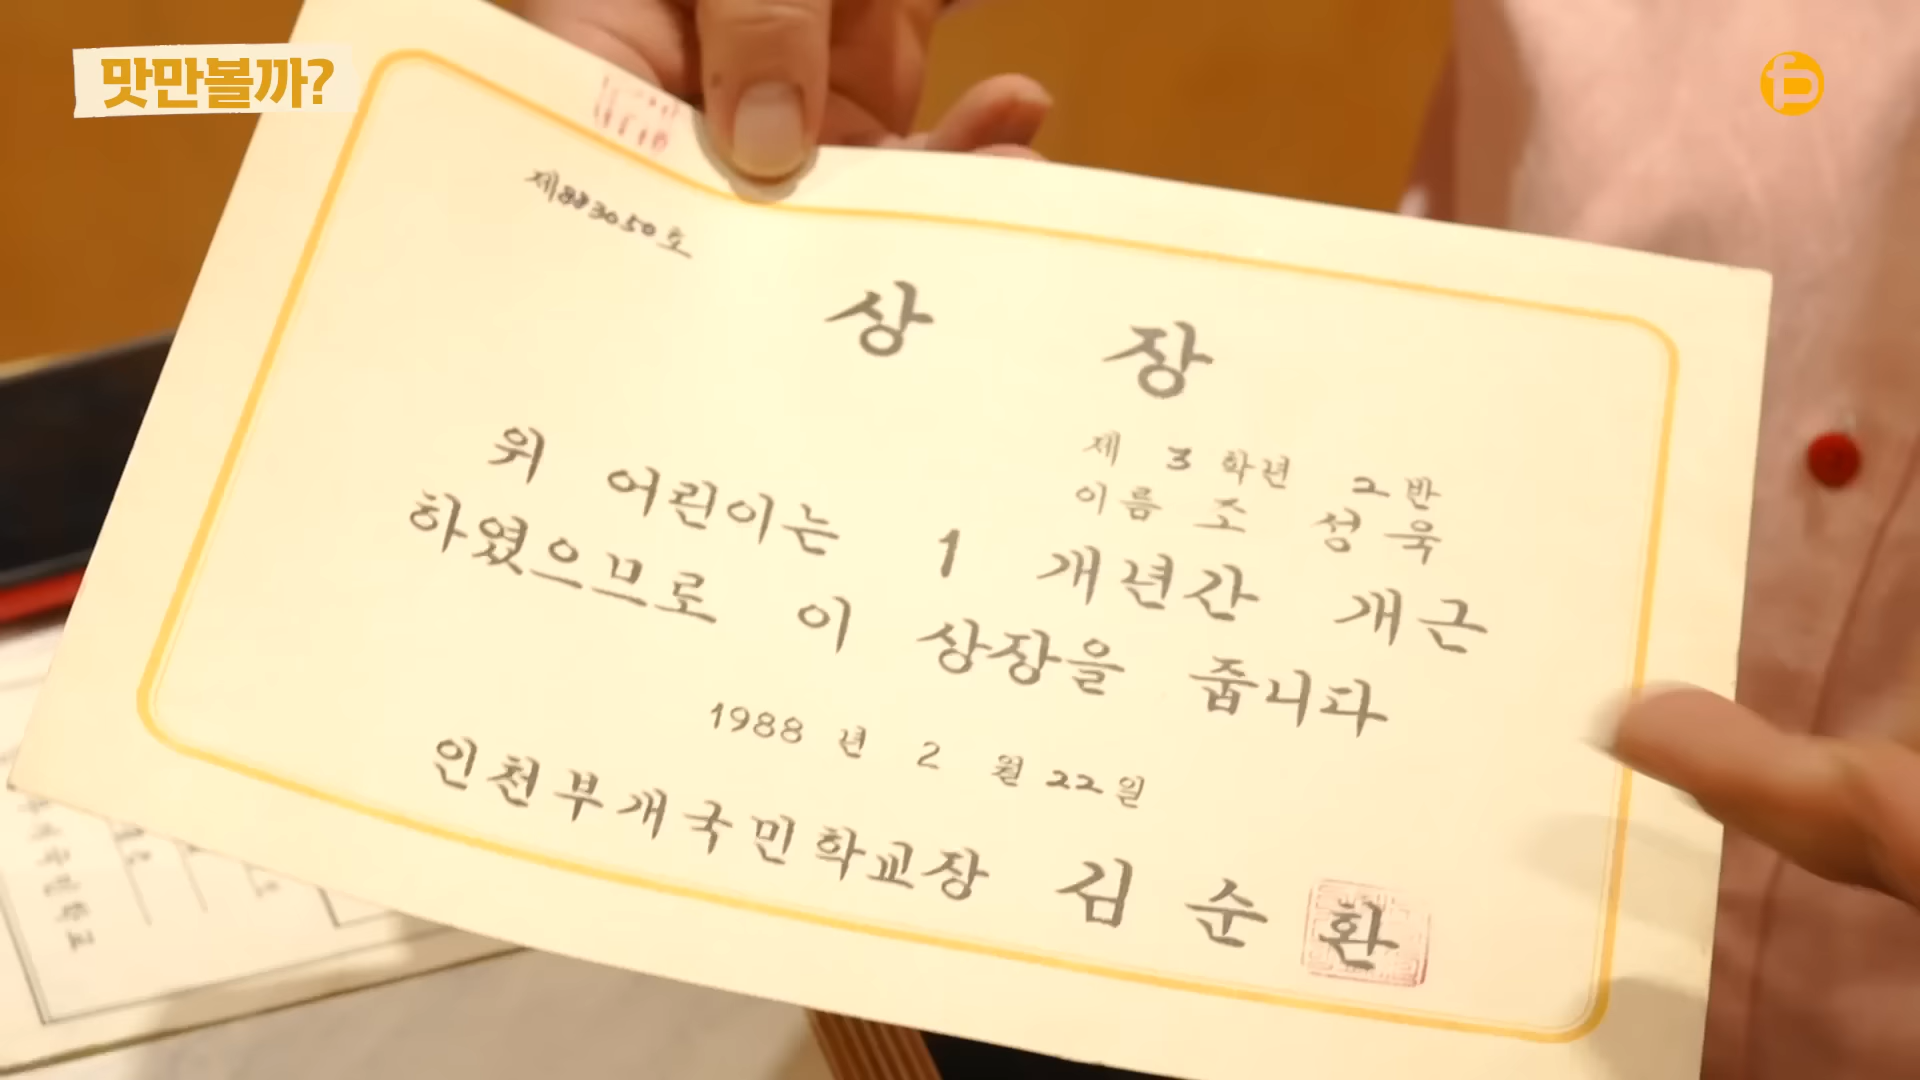 맛만볼까?
제883050호
상 장
제 3 학년 2 반
이름 조 성욱
위 어린이는 1 개년간 개근
하였으므로 이 상장을 줍니다
1988 년 2 월 22 일
인천부개국민학교장 김 순 환